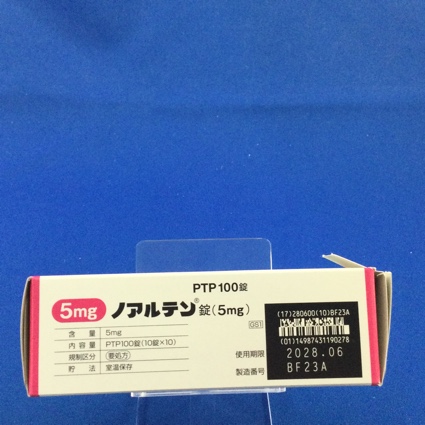 PTP100錠
5mg ノアルテン®錠(5mg)
含量 5mg
内容量 PTP100錠(10錠×10)
規制区分 要処方
貯法 室温保存
GS1
使用期限
製造番号
(17)280600(10)BF23A
(01)14987431190278
2028.06
BF23A